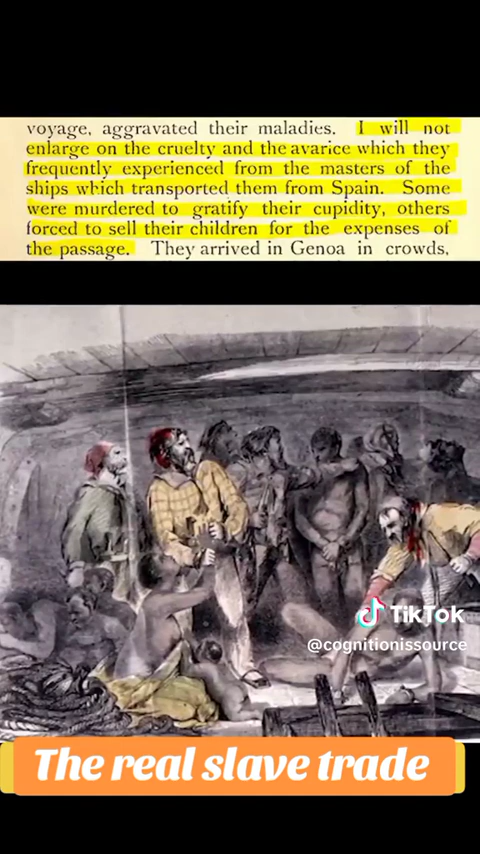 voyage, aggravated their maladies. I will not
enlarge on the cruelty and the avarice which they
frequently experienced from the masters of the
ships which transported them from Spain. Some
were murdered to gratify their cupidity, others
forced to sell their children for the expenses of
the passage. They arrived in Genoa in crowds,
TikTok
@cognitionissource
The real slave trade